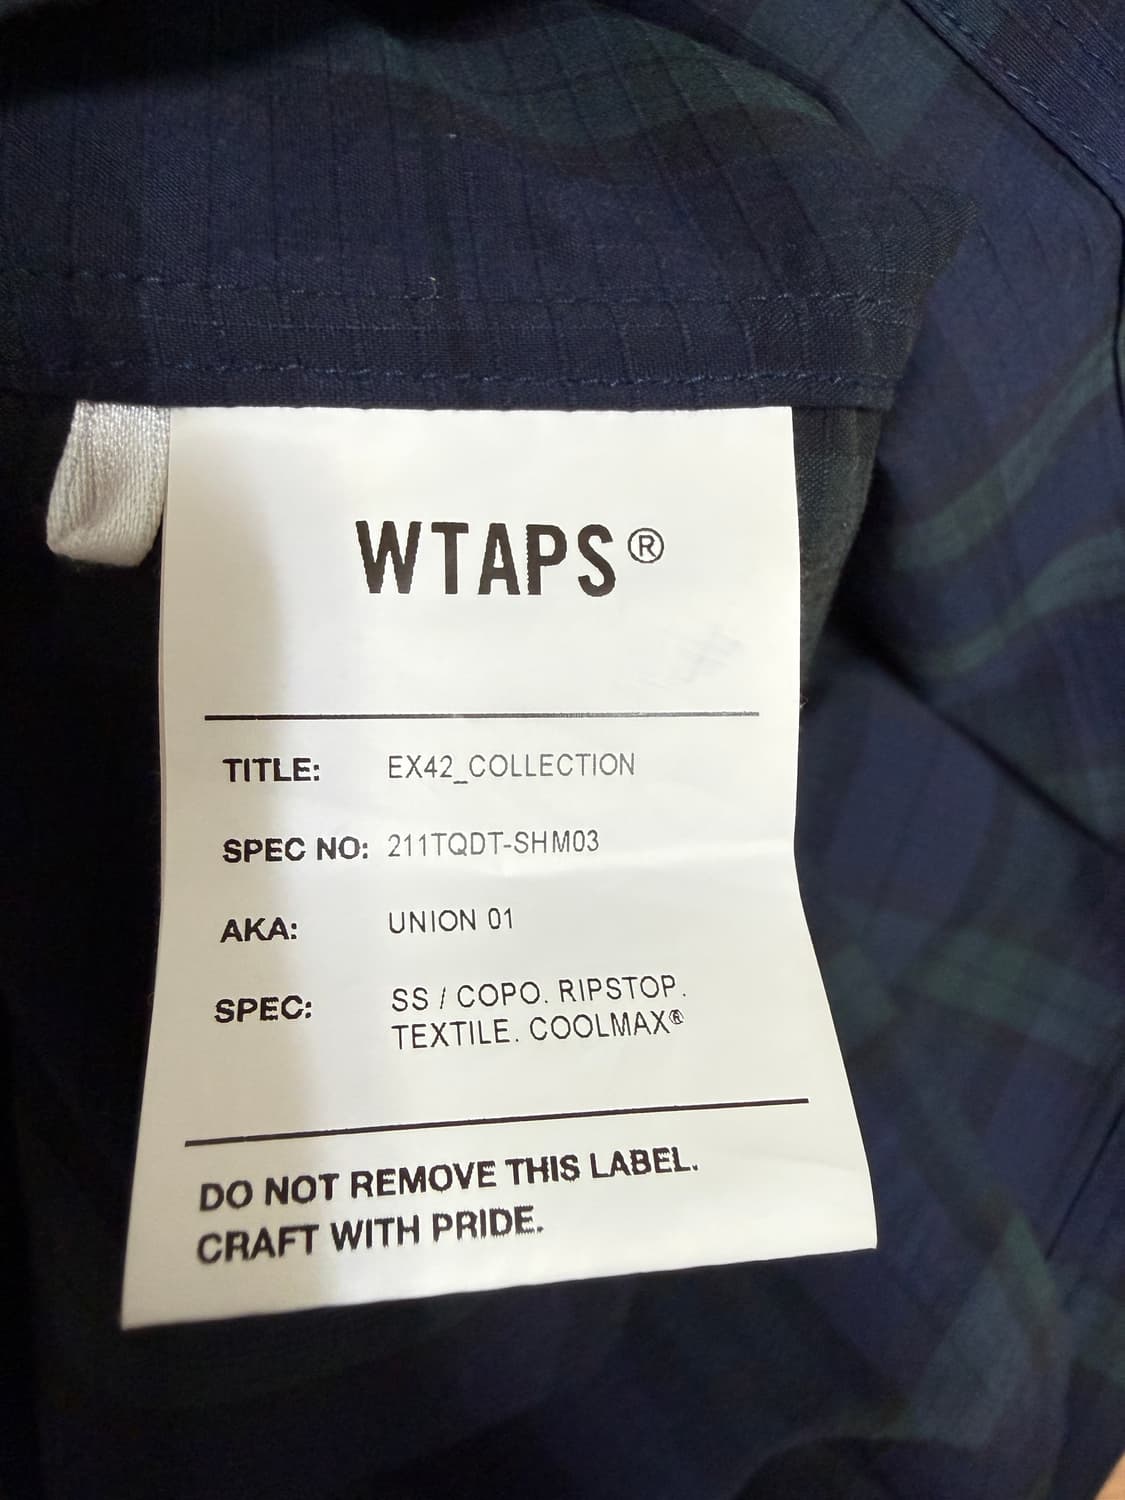 WTAPS®
TITLE: EX42_COLLECTION
SPEC NO: 211TQDT-SHM03
AKA: UNION 01
SPEC: SS / COPO. RIPSTOP.
TEXTILE. COOLMAX®
DO NOT REMOVE THIS LABEL.
CRAFT WITH PRIDE.